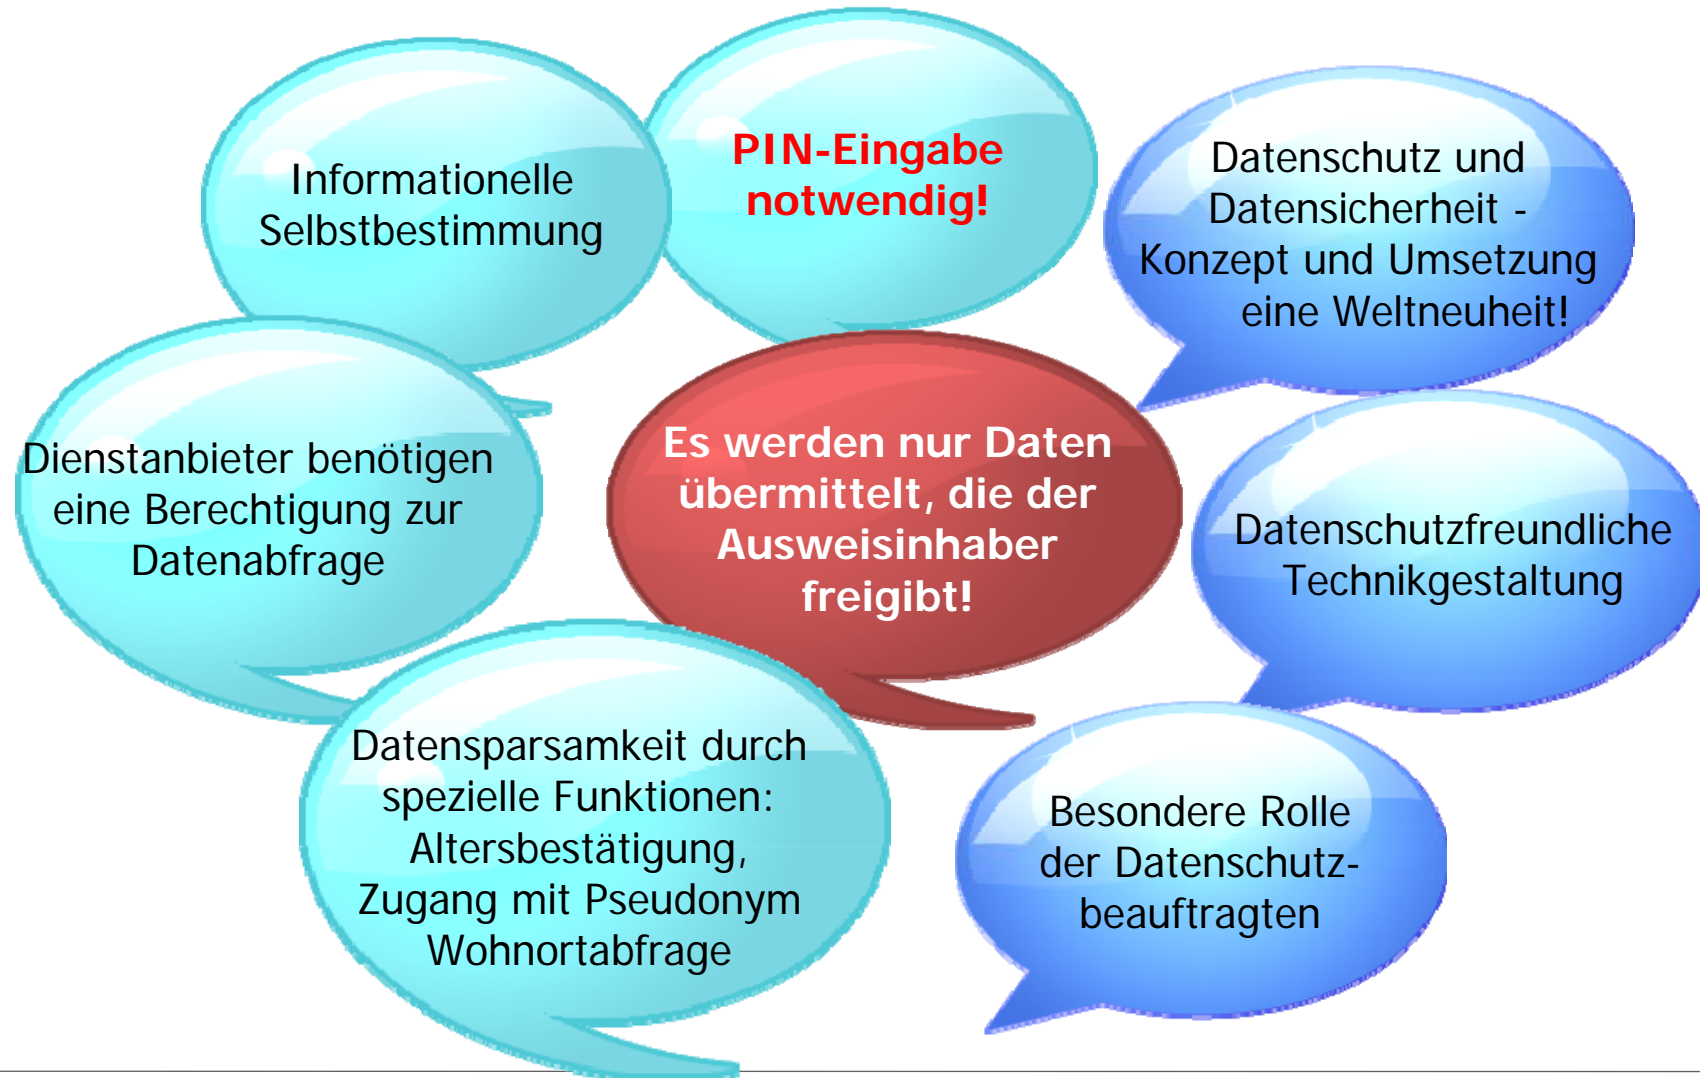 Informationelle
Selbstbestimmung
PIN-Eingabe
notwendig!
Datenschutz und
Datensicherheit -
Konzept und Umsetzung
eine Weltneuheit!
Dienstanbieter benötigen
eine Berechtigung zur
Datenabfrage
Es werden nur Daten
übermittelt, die der
Ausweisinhaber
freigibt!
Datenschutzfreundliche
Technikgestaltung
Datensparsamkeit durch
spezielle Funktionen:
Altersbestätigung,
Zugang mit Pseudonym
Wohnortabfrage
Besondere Rolle
der Datenschutz-
beauftragten